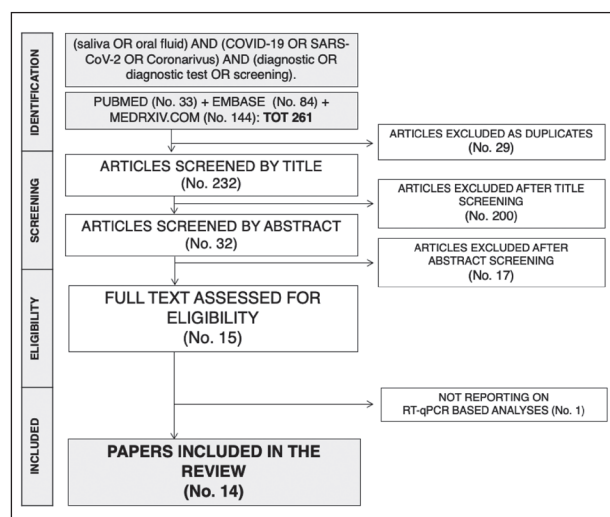 IDENTIFICATION
(saliva OR oral fluid) AND (COVID-19 OR SARS-
CoV-2 OR Coronarivus) AND (diagnostic OR
diagnostic test OR screening).
PUBMED (No. 33) + EMBASE (No. 84) +
MEDRXIV.COM (No. 144): TOT 261
ARTICLES EXCLUDED AS DUPLICATES
(No. 29)
SCREENING
ARTICLES SCREENED BY TITLE
(No. 232)
ARTICLES EXCLUDED AFTER TITLE
SCREENING
(No. 200)
ARTICLES SCREENED BY ABSTRACT
(No. 32)
ARTICLES EXCLUDED AFTER
ABSTRACT SCREENING
(No. 17)
ELIGIBILITY
FULL TEXT ASSESSED FOR
ELIGIBILITY
(No. 15)
NOT REPORTING ON
RT-qPCR BASED ANALYSES (No. 1)
INCLUDED
PAPERS INCLUDED IN THE
REVIEW
(No. 14)